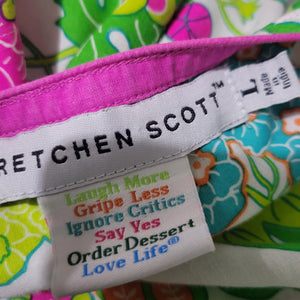 RETCHEN SCOTT™
L
Made
in
India
Laugh More
Gripe Less
Ignore Critics
Say Yes
Order Dessert
Love Life®